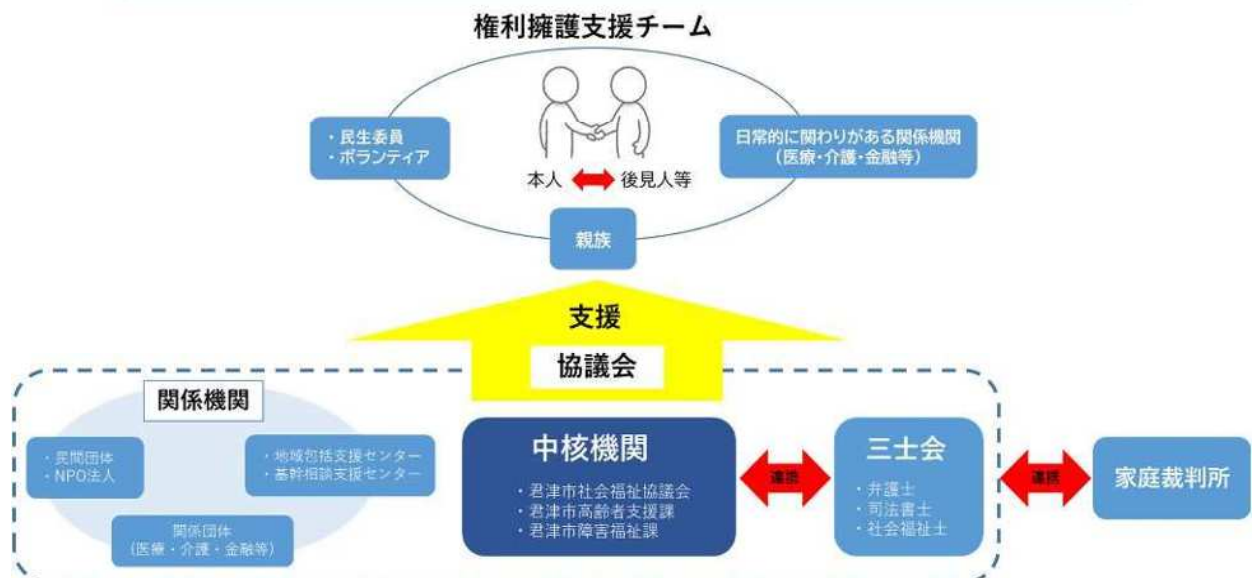 権利擁護支援チーム
・民生委員
・ボランティア
日常的に関わりがある関係機関
(医療・介護・金融等)
本人
後見人等
親族
支援
協議会
関係機関
・民間団体
・NPO法人
・地域包括支援センター
・基幹相談支援センター
関係団体
(医療・介護・金融等)
中核機関
・君津市社会福祉協議会
・君津市高齢者支援課
・君津市障害福祉課
連携
三士会
・弁護士
・司法書士
・社会福祉士
連携
家庭裁判所